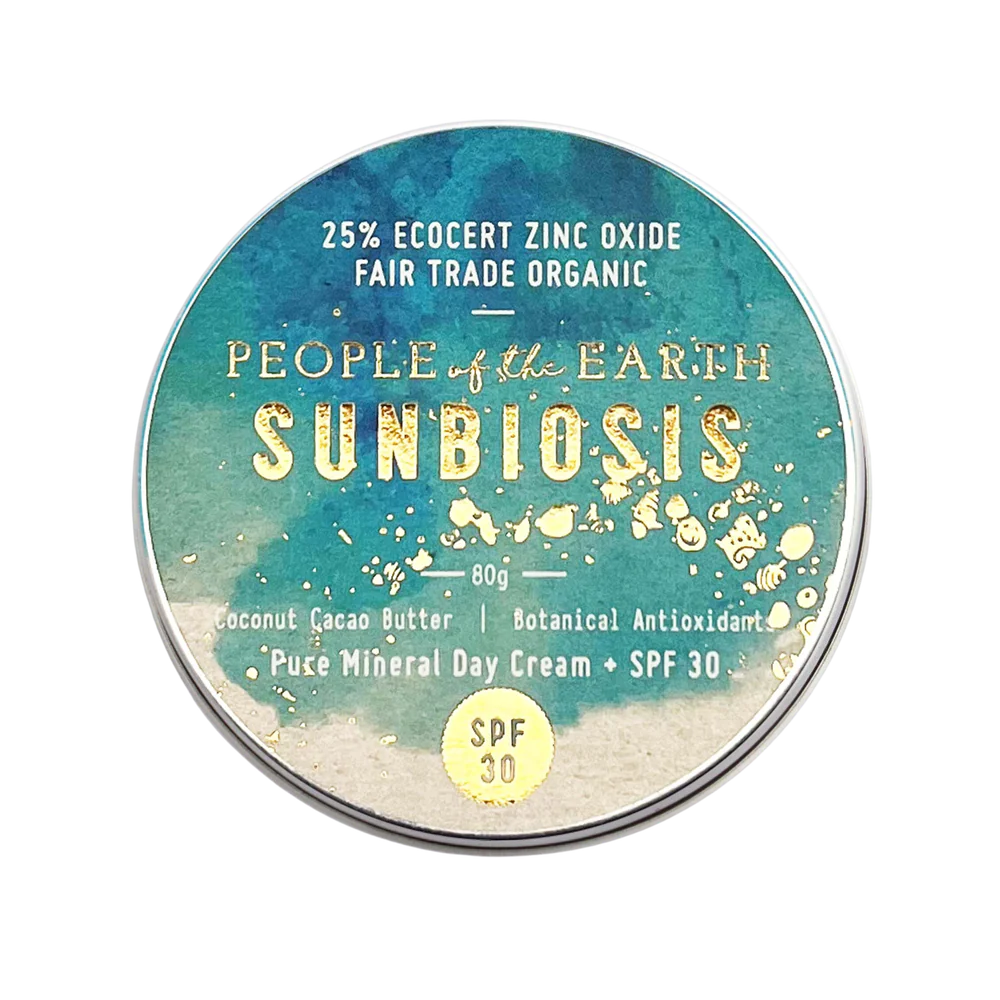 25% ECOCERT ZINC OXIDE
FAIR TRADE ORGANIC
PEOPLE of the EARTH
SUNBIOSIS
80g
Coconut Cacao Butter | Botanical Antioxidants
Pure Mineral Day Cream + SPF 30
SPF
30